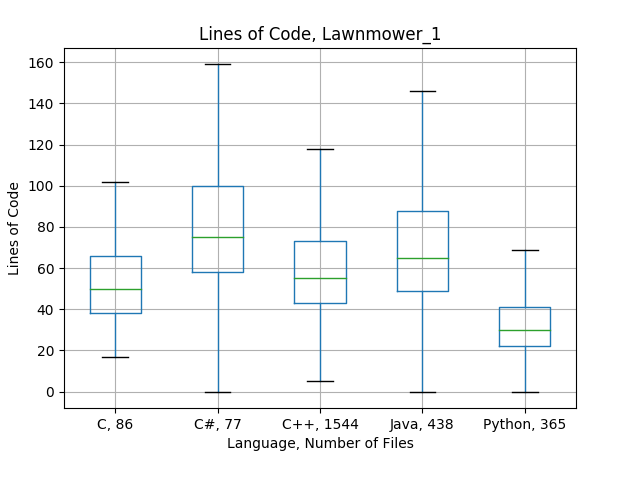 Lines of Code, Lawnmower_1
160
140
120
100
80
60
40
20
0
Lines of Code
C, 86 C#, 77 C++, 1544 Java, 438 Python, 365
Language, Number of Files